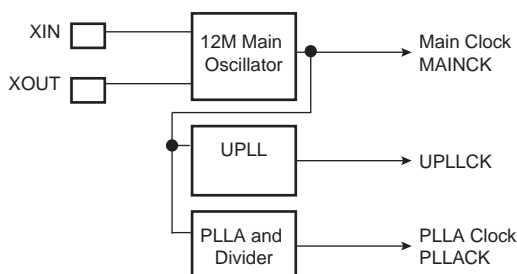 XIN
12M Main
Oscillator
Main Clock
MAINCK
XOUT
UPLL
UPLLCK
PLLA and
Divider
PLLA Clock
PLLACK